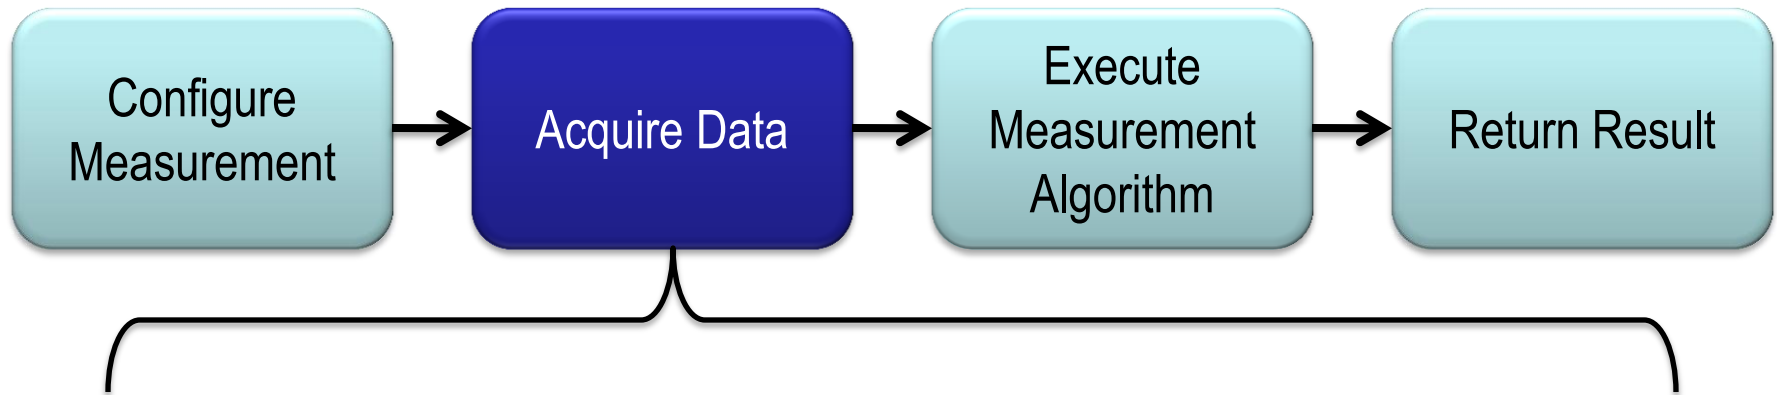 Configure
Measurement
Acquire Data
Execute
Measurement
Algorithm
Return Result